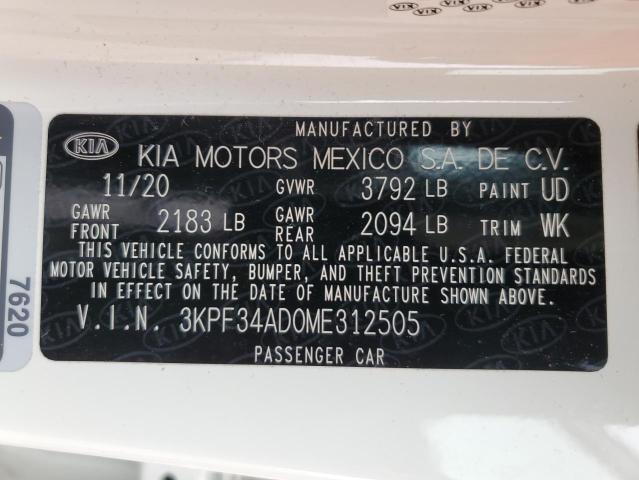 MANUFACTURED BY
KIA KIA MOTORS MEXICO S.A. DE C.V.
11/20 GVWR 3792 LB PAINT UD
GAWR FRONT 2183 LB GAWR REAR 2094 LB TRIM WK
THIS VEHICLE CONFORMS TO ALL APPLICABLE U.S.A. FEDERAL
MOTOR VEHICLE SAFETY, BUMPER, AND THEFT PREVENTION STANDARDS
IN EFFECT ON THE DATE OF MANUFACTURE SHOWN ABOVE.
V.I.N. 3KPF34AD0ME312505
PASSENGER CAR
7620